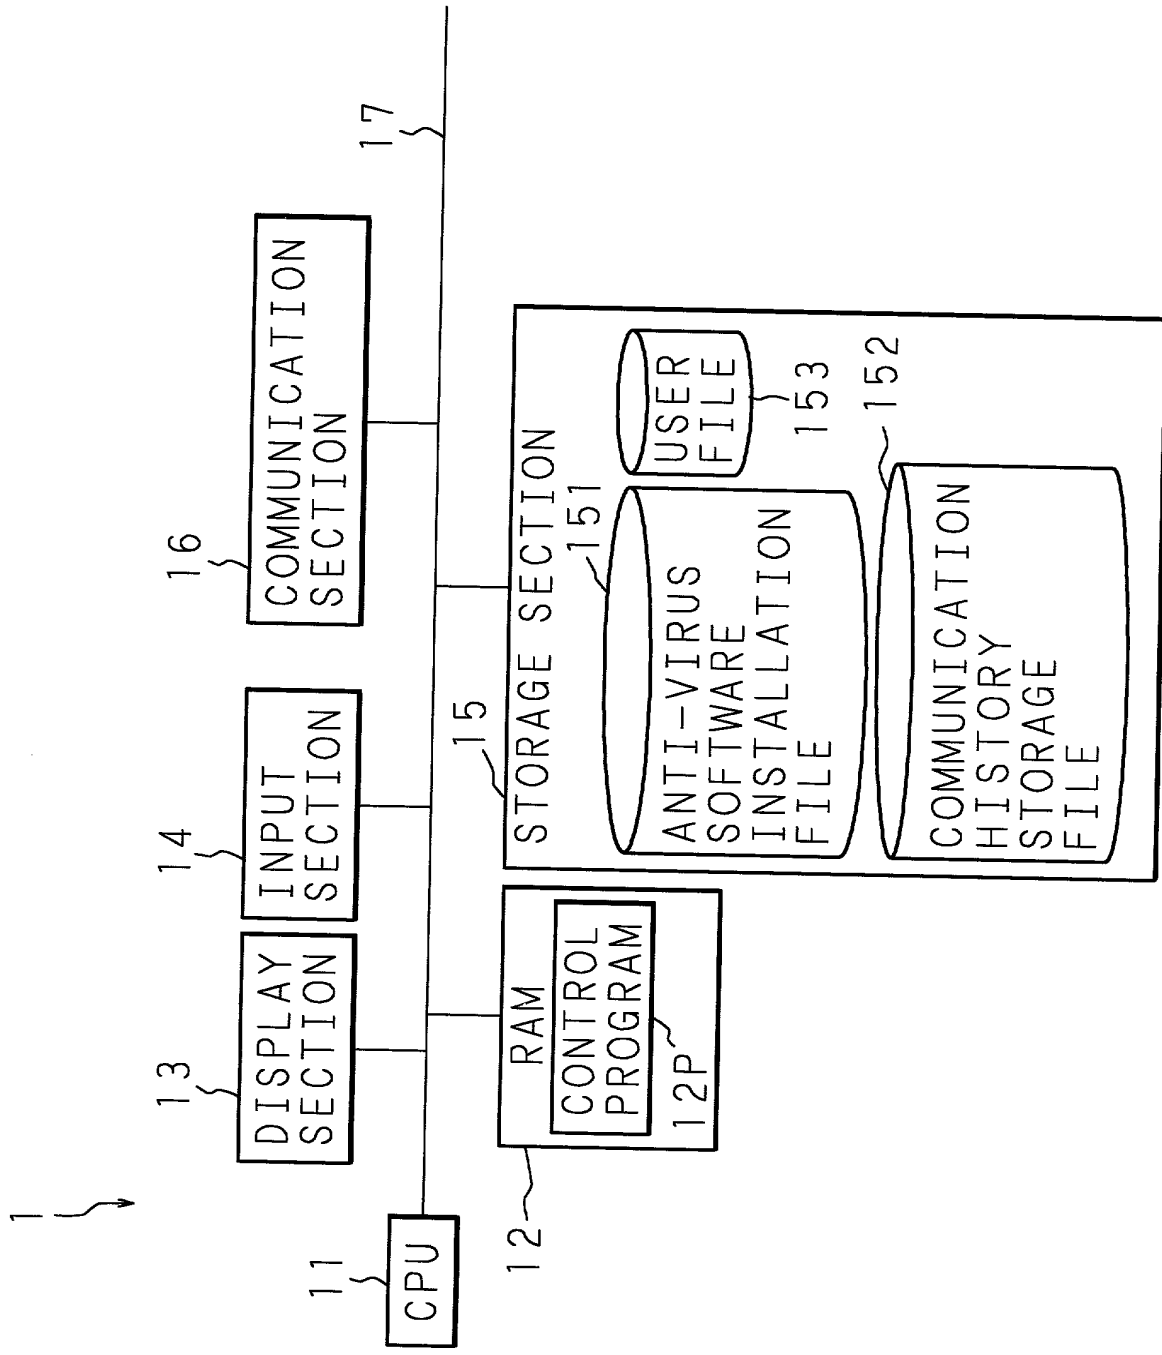 1
11
CPU
13
DISPLAY
SECTION
14
INPUT
SECTION
16
COMMUNICATION
SECTION
17
12
RAM
CONTROL
PROGRAM
12P
15
STORAGE SECTION
151
ANTI-VIRUS
SOFTWARE
INSTALLATION
FILE
USER
FILE
153
152
COMMUNICATION
HISTORY
STORAGE
FILE